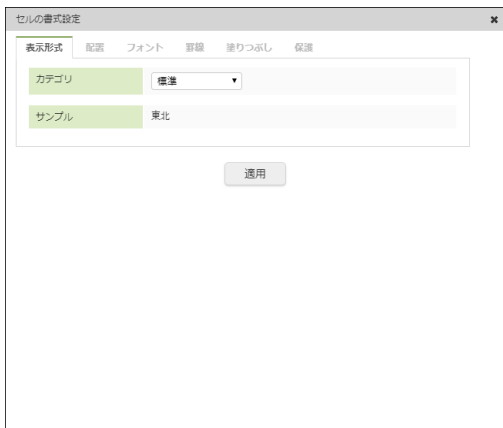 セルの書式設定
表示形式 配置 フォント 罫線 塗りつぶし 保護
カテゴリ 標準
サンプル 東北
適用